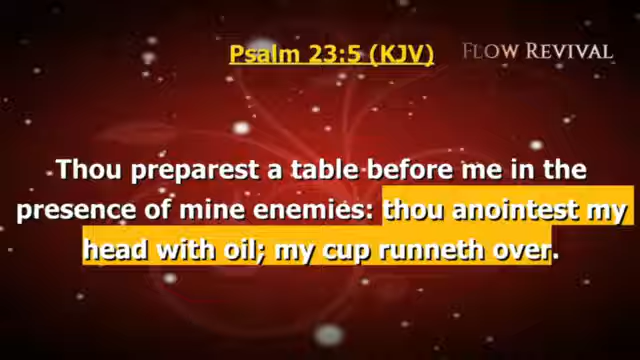 Psalm 23:5 (KJV)
FLOW REVIVAL
Thou preparest a table before me in the
presence of mine enemies: thou anointest my
head with oil; my cup runneth over.